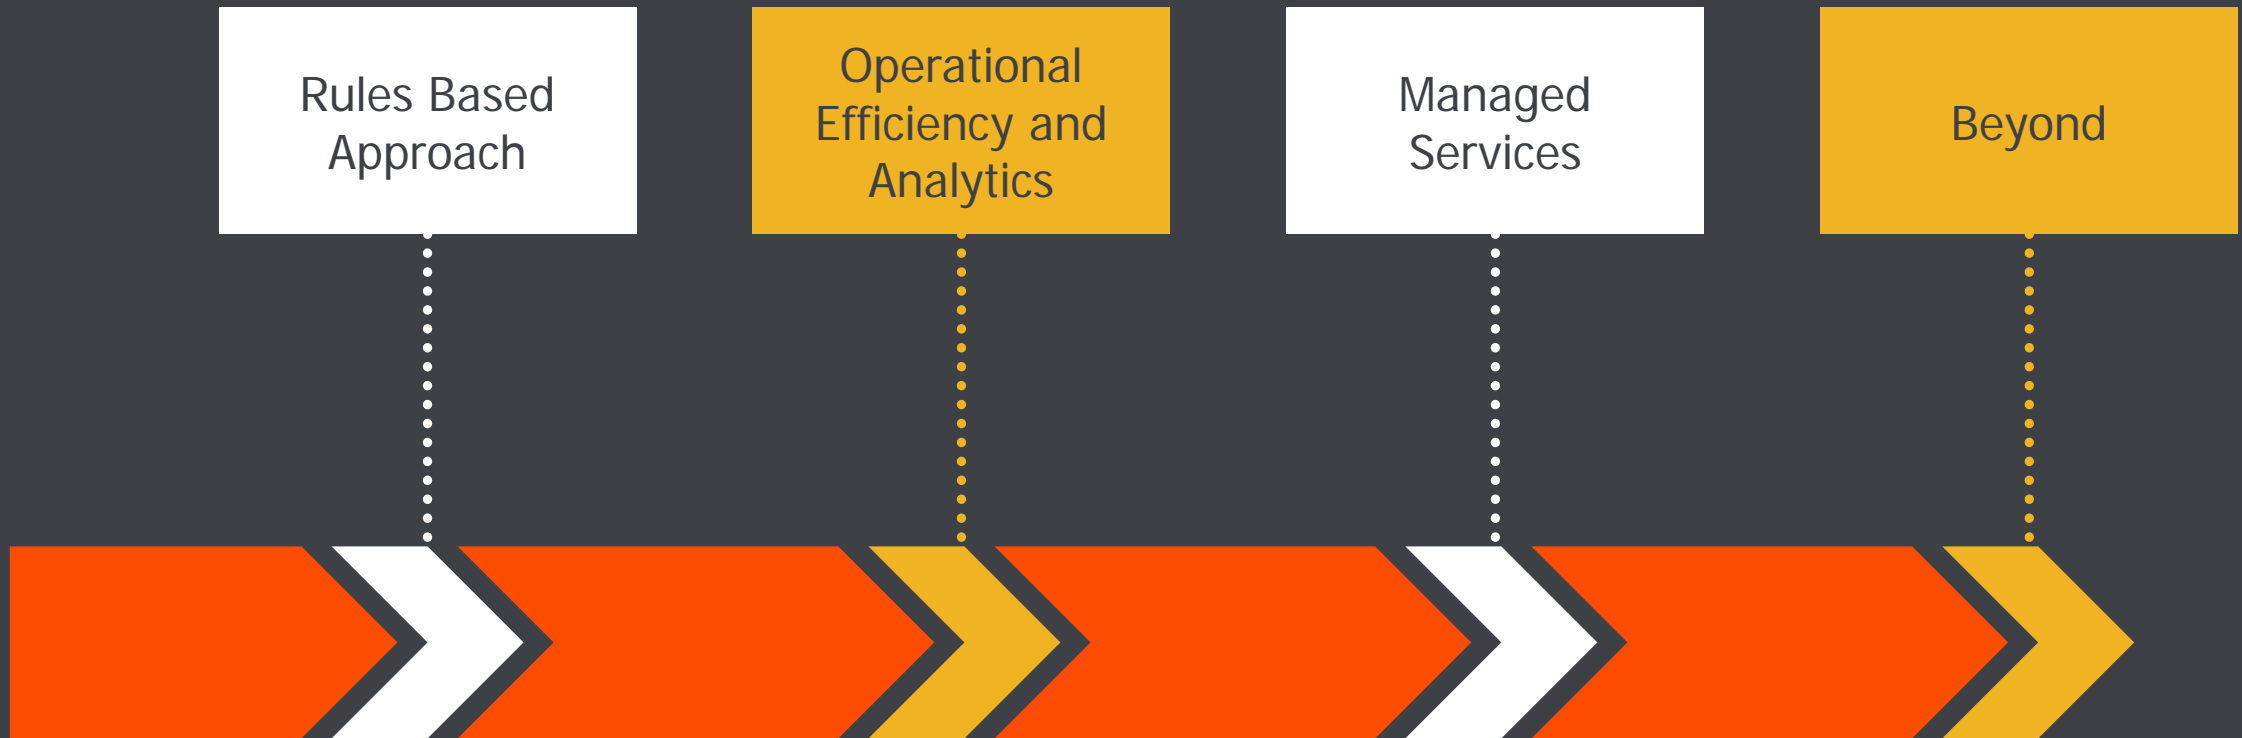 Rules Based
Approach
Operational
Efficiency and
Analytics
Managed
Services
Beyond